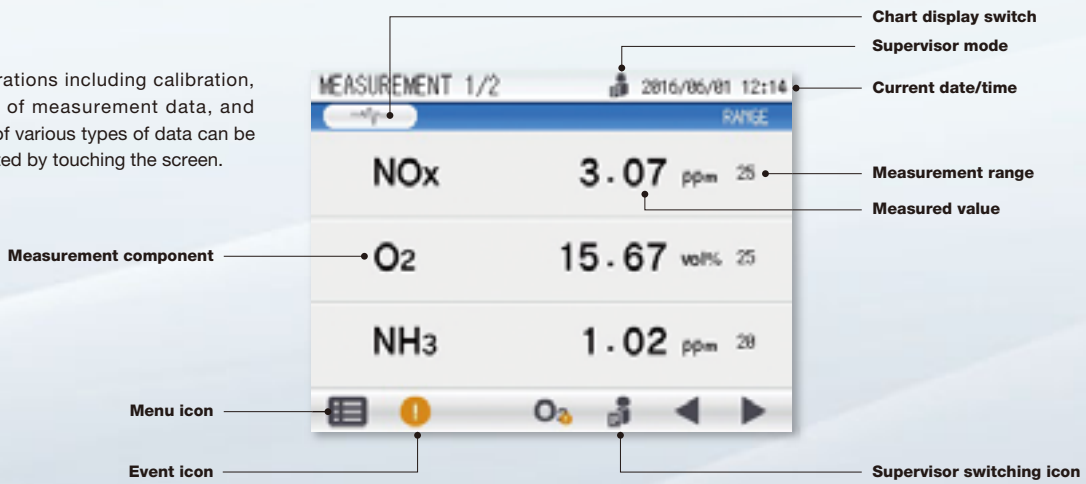 Chart display switch
Supervisor mode
rations including calibration,
MEASUREMENT 1/2
2016/06/01 12:14
Current date/time
of measurement data, and
RANGE
of various types of data can be
ted by touching the screen.
NOx 3.07 ppm 25
Measurement range
Measured value
Measurement component
O2 15.67 vol% 25
NH3 1.02 ppm 20
Menu icon
! O2
Event icon
Supervisor switching icon